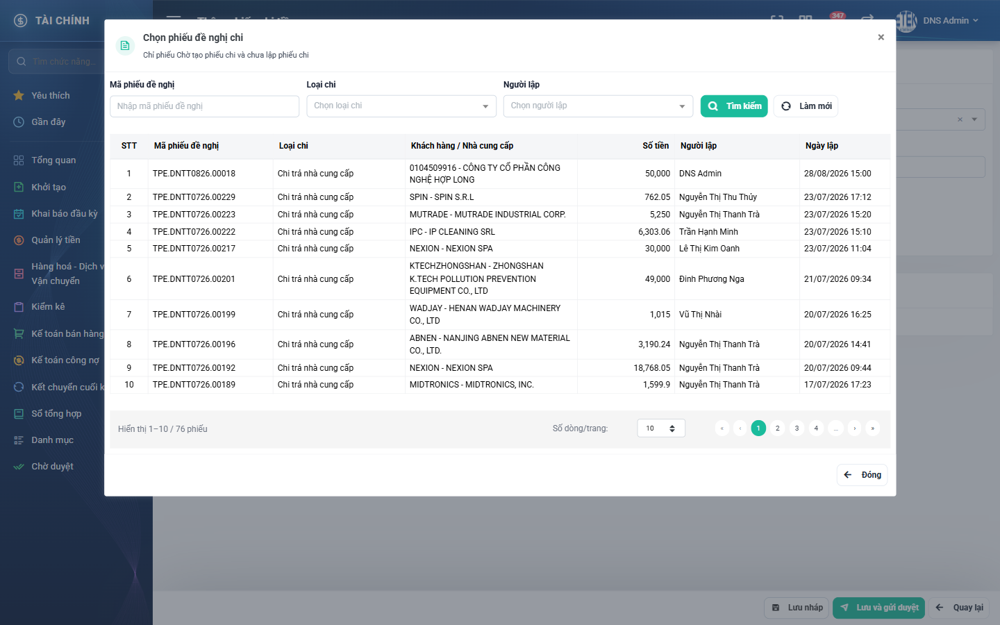 TÀI CHÍNH
347
DNS Admin
Tìm chức năng...
Yêu thích
Gần đây
Tổng quan
Khởi tạo
Khai báo đầu kỳ
Quản lý tiền
Hàng hoá - Dịch v
Vận chuyển
Kiểm kê
Kế toán bán hàng
Kế toán công nợ
Kết chuyển cuối k
Sổ tổng hợp
Danh mục
Chờ duyệt
Chọn phiếu đề nghị chi
×
Chỉ phiếu Chờ tạo phiếu chi và chưa lập phiếu chi
Mã phiếu đề nghị Loại chi Người lập
Nhập mã phiếu đề nghị Chọn loại chi Chọn người lập Tìm kiếm Làm mới
STT Mã phiếu đề nghị Loại chi Khách hàng / Nhà cung cấp Số tiền Người lập Ngày lập
1 TPE.DNTT0826.00018 Chi trả nhà cung cấp 0104509916 - CÔNG TY CỔ PHẦN CÔNG NGHỆ HỢP LONG 50,000 DNS Admin 28/08/2026 15:00
2 TPE.DNTT0726.00229 Chi trả nhà cung cấp SPIN - SPIN S.R.L 762.05 Nguyễn Thị Thu Thủy 23/07/2026 17:12
3 TPE.DNTT0726.00223 Chi trả nhà cung cấp MUTRADE - MUTRADE INDUSTRIAL CORP. 5,250 Nguyễn Thị Thanh Trà 23/07/2026 15:20
4 TPE.DNTT0726.00222 Chi trả nhà cung cấp IPC - IP CLEANING SRL 6,303.06 Trần Hạnh Minh 23/07/2026 15:10
5 TPE.DNTT0726.00217 Chi trả nhà cung cấp NEXION - NEXION SPA 30,000 Lê Thị Kim Oanh 23/07/2026 11:04
6 TPE.DNTT0726.00201 Chi trả nhà cung cấp KTECHZHONGSHAN - ZHONGSHAN K.TECH POLLUTION PREVENTION EQUIPMENT CO., LTD 49,000 Đinh Phương Nga 21/07/2026 09:34
7 TPE.DNTT0726.00199 Chi trả nhà cung cấp WADJAY - HENAN WADJAY MACHINERY CO., LTD 1,015 Vũ Thị Nhài 20/07/2026 16:25
8 TPE.DNTT0726.00196 Chi trả nhà cung cấp ABNEN - NANJING ABNEN NEW MATERIAL CO., LTD. 3,190.24 Nguyễn Thị Thanh Trà 20/07/2026 14:41
9 TPE.DNTT0726.00192 Chi trả nhà cung cấp NEXION - NEXION SPA 18,768.05 Nguyễn Thị Thanh Trà 20/07/2026 09:44
10 TPE.DNTT0726.00189 Chi trả nhà cung cấp MIDTRONICS - MIDTRONICS, INC. 1,599.9 Nguyễn Thị Thanh Trà 17/07/2026 17:23
Hiển thị 1–10 / 76 phiếu Số dòng/trang: 10 « ‹ 1 2 3 4 ... › »
Đóng
Lưu nháp Lưu và gửi duyệt Quay lại